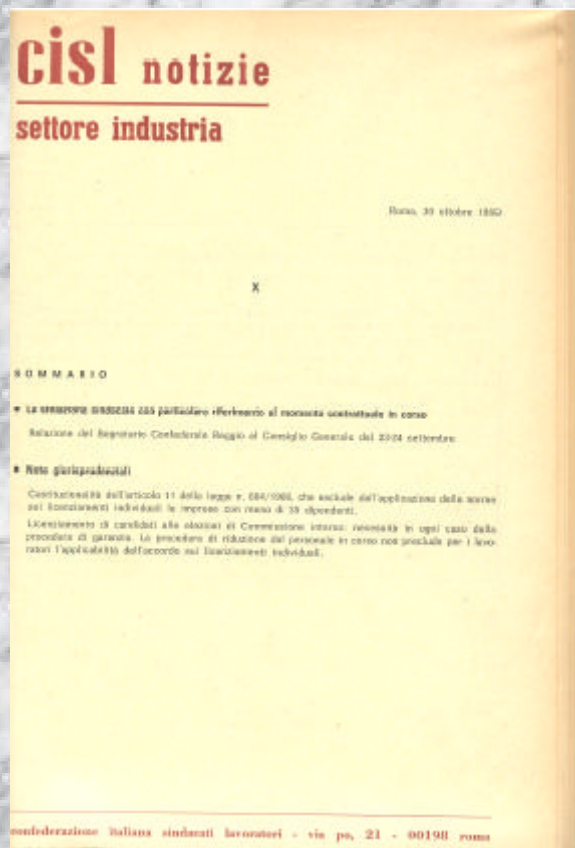 cisl notizie
settore industria
Roma, 30 ottobre
X
SOMMARIO
La situazione sindacale con particolare riferimento al momento contrattuale in corso
Relazione del Segretario Confederale Reggio al Consiglio Generale del 23-24 settembre.
Note giurisprudenziali
Costituzionalità dell'articolo 11 della legge n. 604/1966, che esclude dall'applicazione delle norme
sui licenziamenti individuali le imprese con meno di 35 dipendenti.
Licenziamento di candidati alle elezioni di Commissione interna: necessità in ogni caso della
procedura di garanzia. La procedura di riduzione del personale in corso non preclude per i lavo-
ratori l'applicabilità dell'accordo sui licenziamenti individuali.
confederazione italiana sindacati lavoratori - via po, 21 - 00198 roma